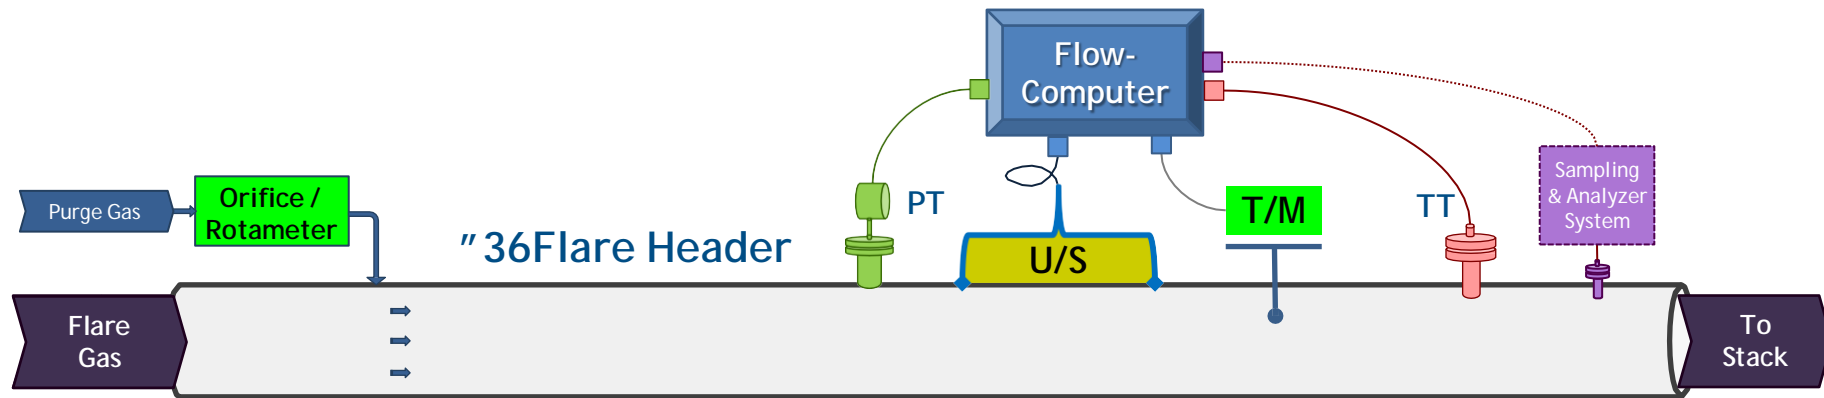 Flow-
Computer
Purge Gas
Orifice /
Rotameter
"36Flare Header
PT
U/S
T/M
TT
Sampling
& Analyzer
System
Flare
Gas
To
Stack